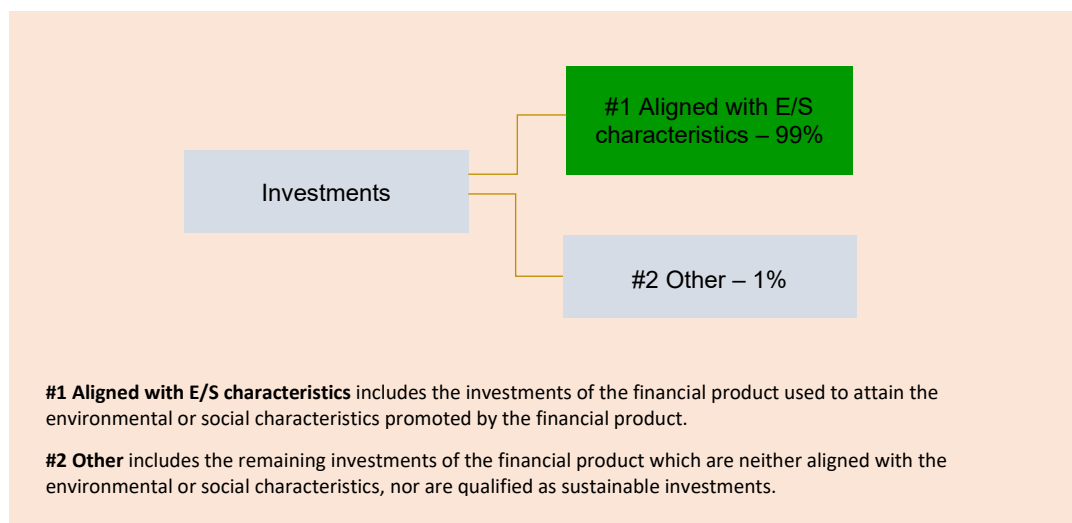 #1 Aligned with E/S
characteristics – 99%
Investments
#2 Other – 1%
#1 Aligned with E/S characteristics includes the investments of the financial product used to attain the
environmental or social characteristics promoted by the financial product.
#2 Other includes the remaining investments of the financial product which are neither aligned with the
environmental or social characteristics, nor are qualified as sustainable investments.